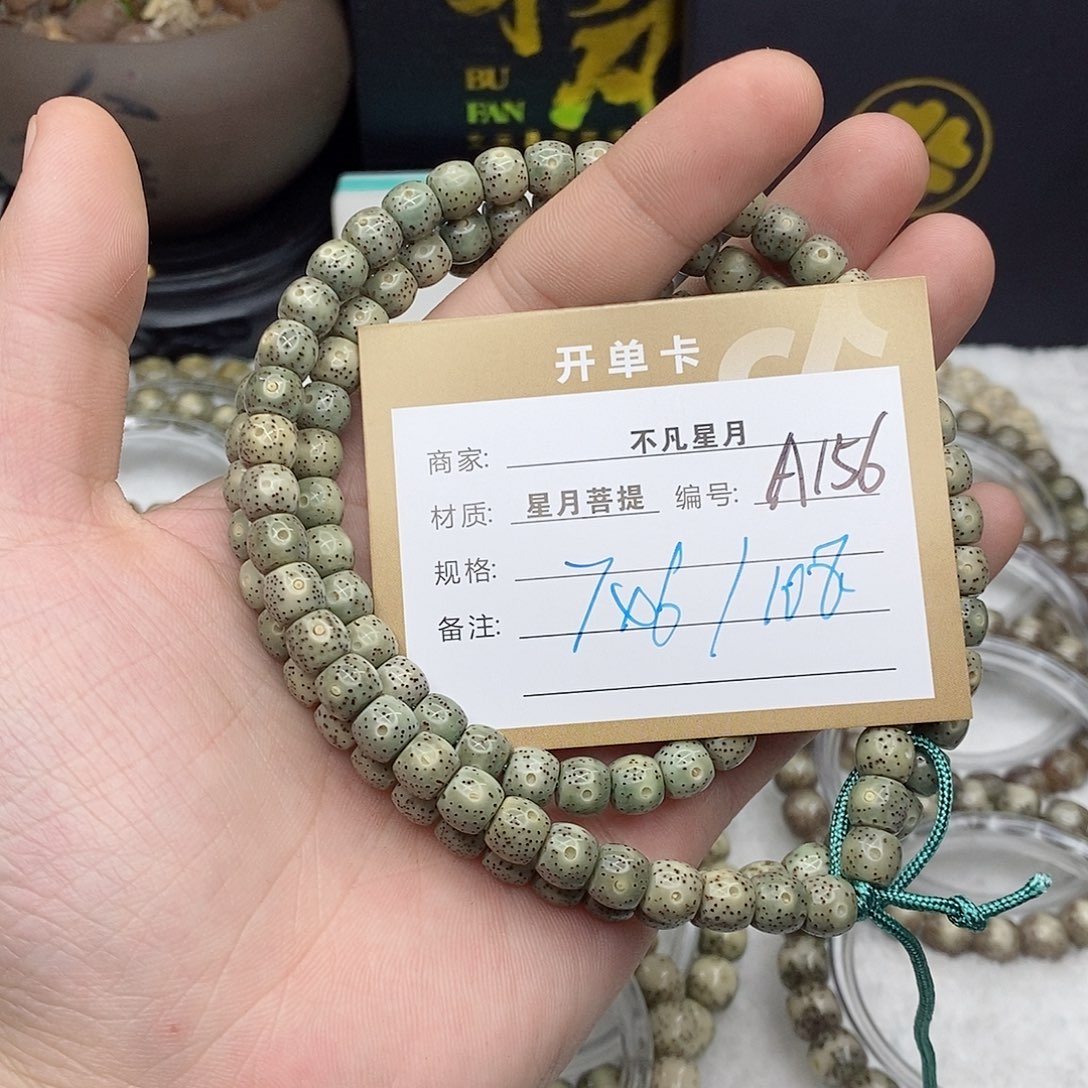 BU
FAN
开单卡
商家: 不凡星月
材质: 星月菩提 编号: A156
规格: 7x6/108
备注: